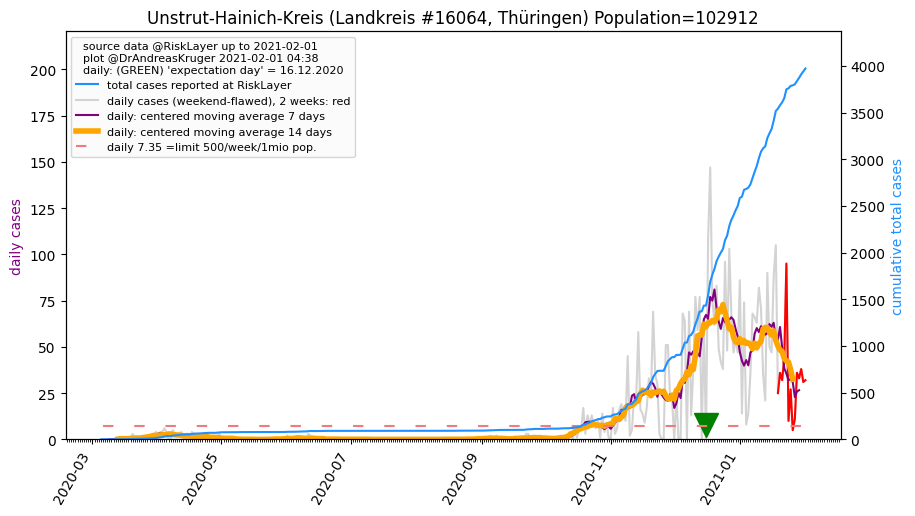 Unstrut-Hainich-Kreis (Landkreis #16064, Thüringen) Population=102912
source data @RiskLayer up to 2021-02-01
plot @DrAndreasKruger 2021-02-01 04:38
daily: (GREEN) 'expectation day' = 16.12.2020
total cases reported at RiskLayer
daily cases (weekend-flawed), 2 weeks: red
daily: centered moving average 7 days
daily: centered moving average 14 days
daily 7.35 =limit 500/week/1mio pop.
daily cases
200
175
150
125
100
75
50
25
0
4000
3500
3000
2500
2000
1500
1000
500
0
cumulative total cases
2020-03
2020-05
2020-07
2020-09
2020-11
2021-01